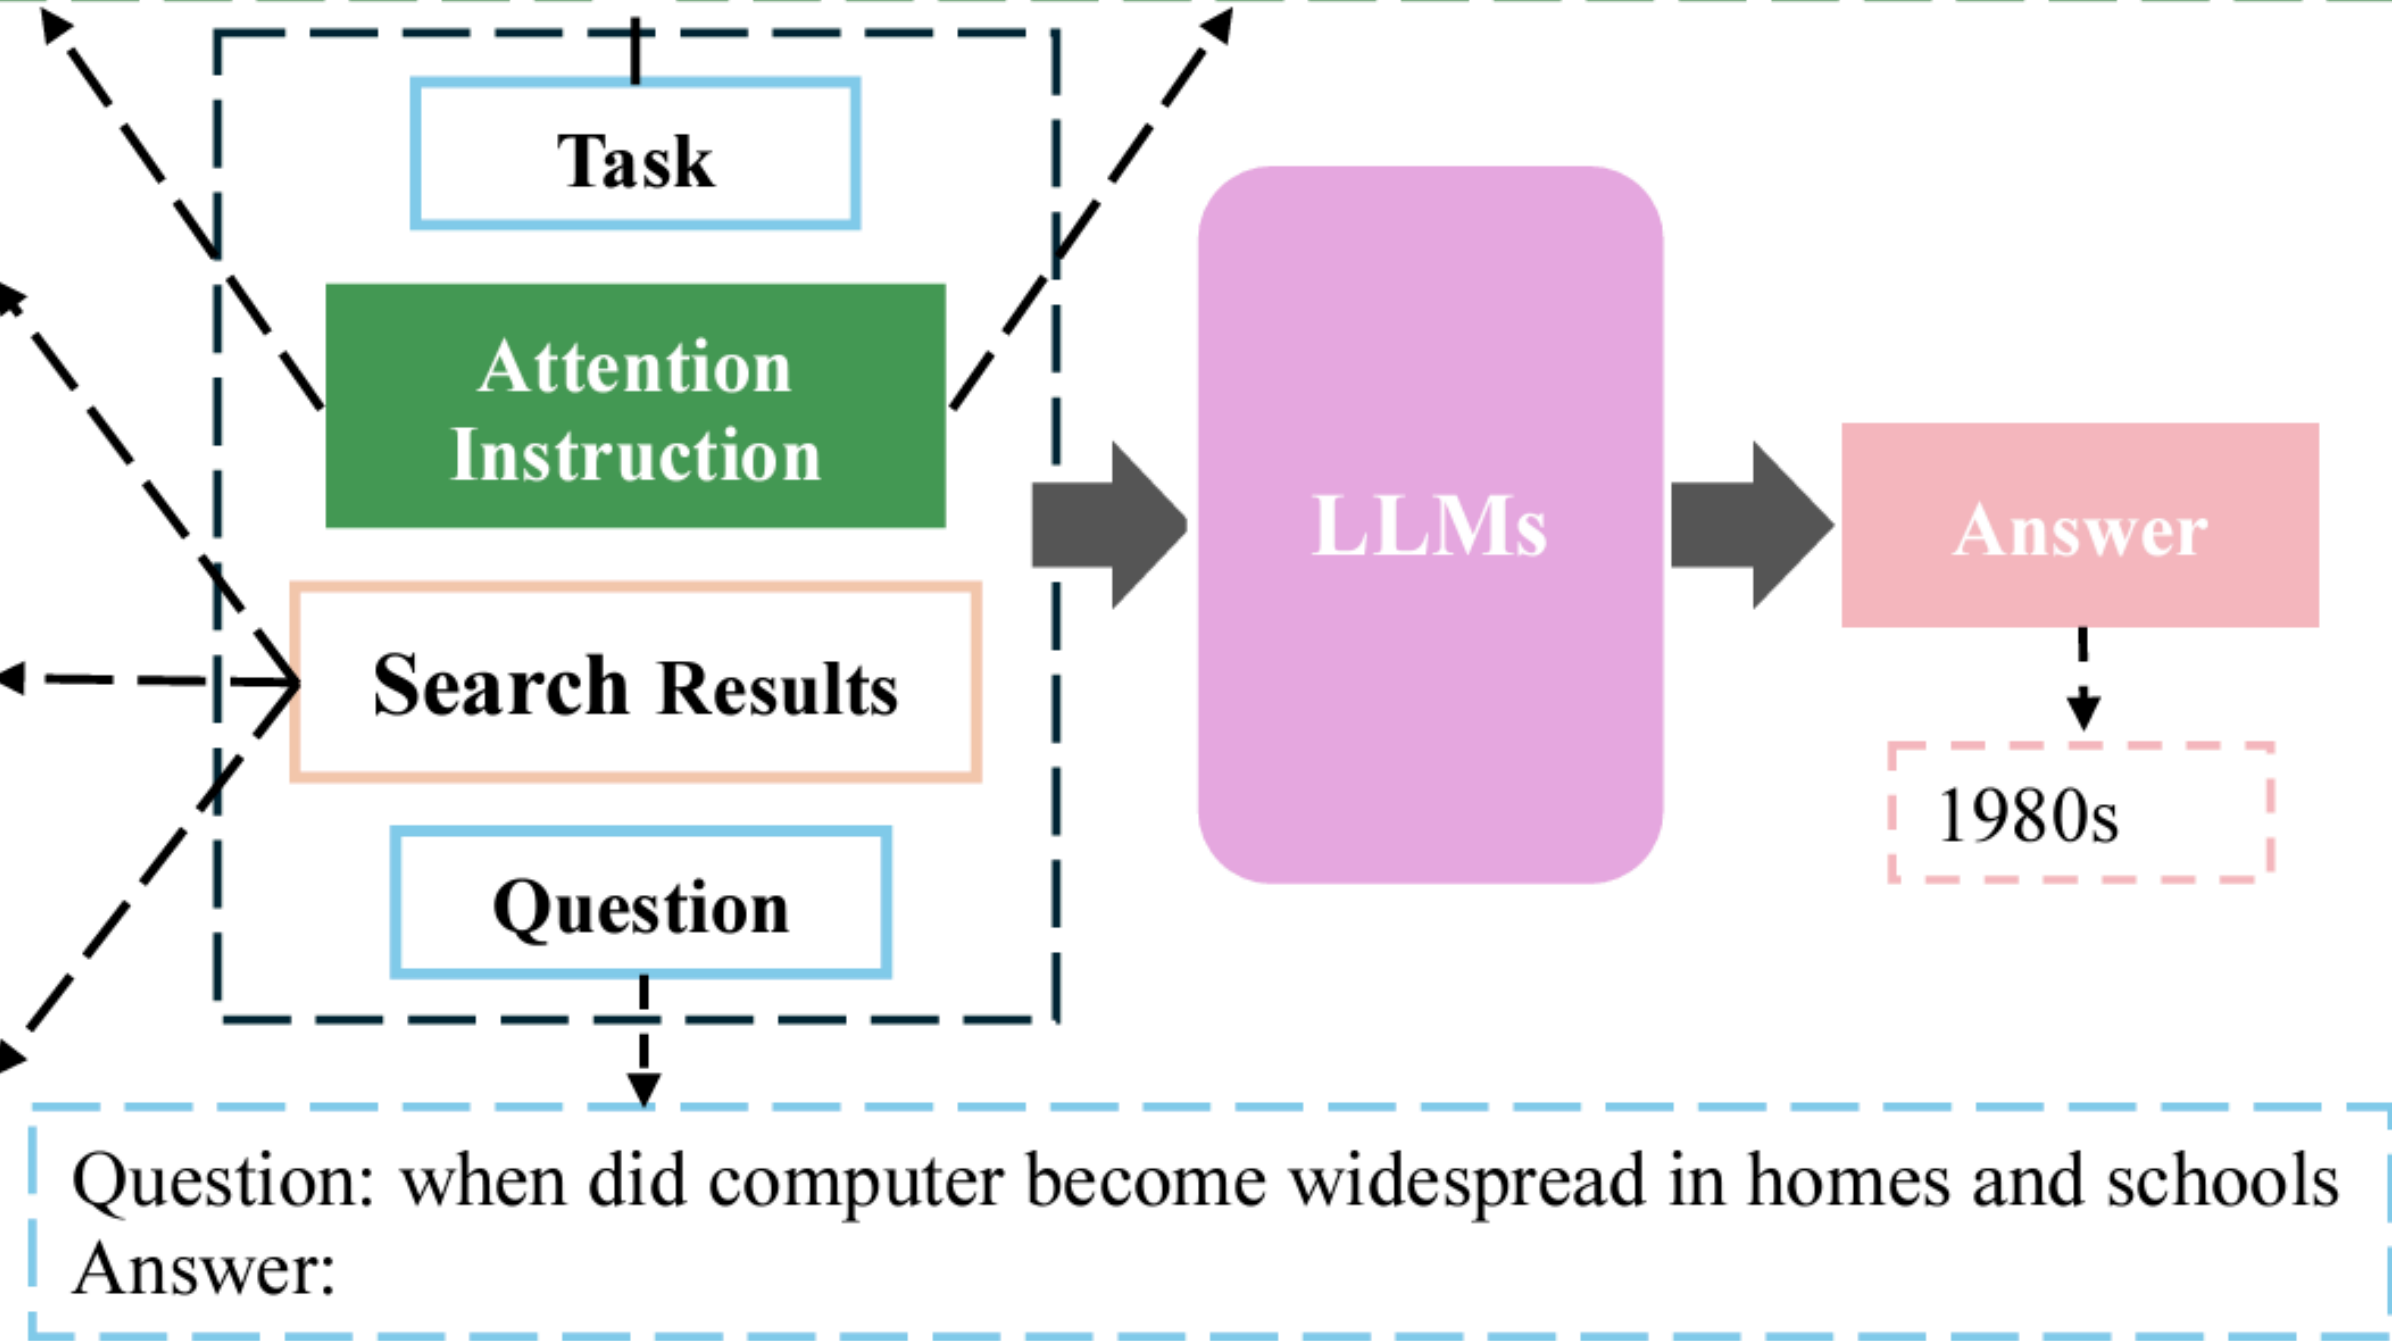 Task
Attention
Instruction
Search Results
Question
LLMs
Answer
1980s
Question: when did computer become widespread in homes and schools
Answer: